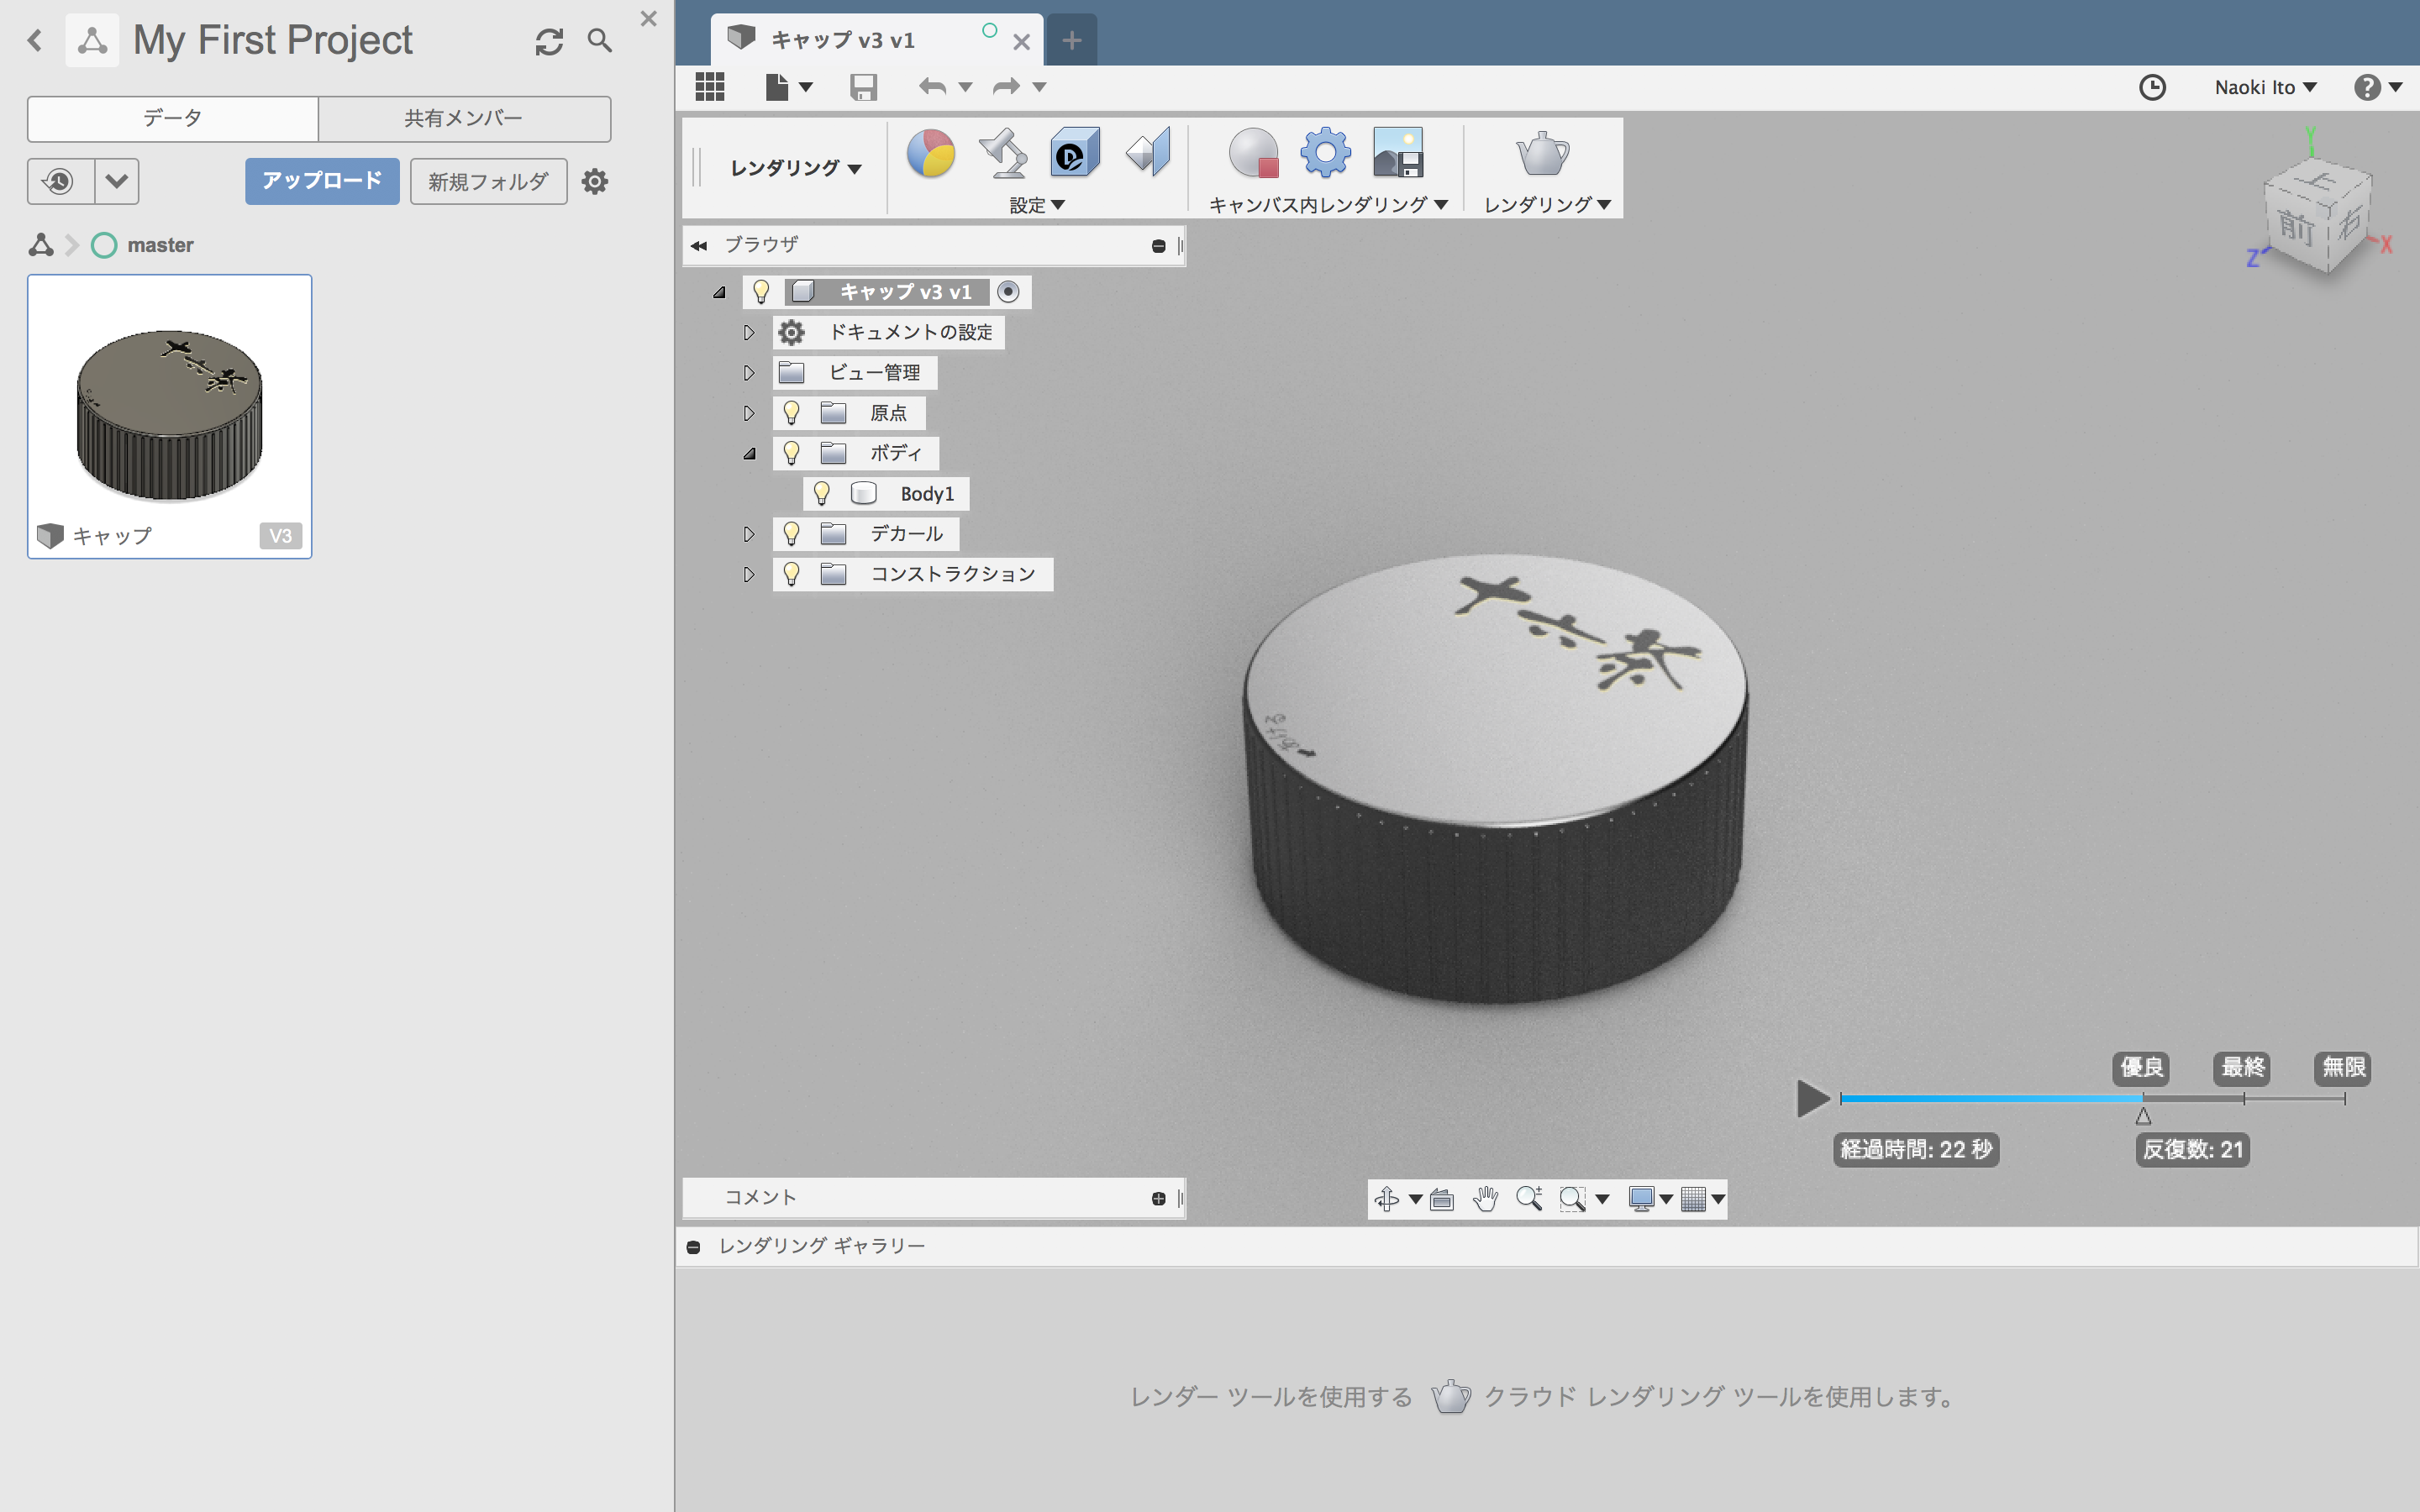 My First Project
データ
共有メンバー
アップロード
新規フォルダ
master
キャップ
V3
キャップ v3 v1
Naoki Ito
レンダリング
設定
キャンバス内レンダリング
レンダリング
ブラウザ
キャップ v3 v1
ドキュメントの設定
ビュー管理
原点
ボディ
Body1
デカール
コンストラクション
Y
上
前
右
Z
X
十六茶
優良
最終
無限
経過時間: 22 秒
反復数: 21
コメント
レンダリング ギャラリー
レンダー ツールを使用する クラウド レンダリング ツールを使用します。